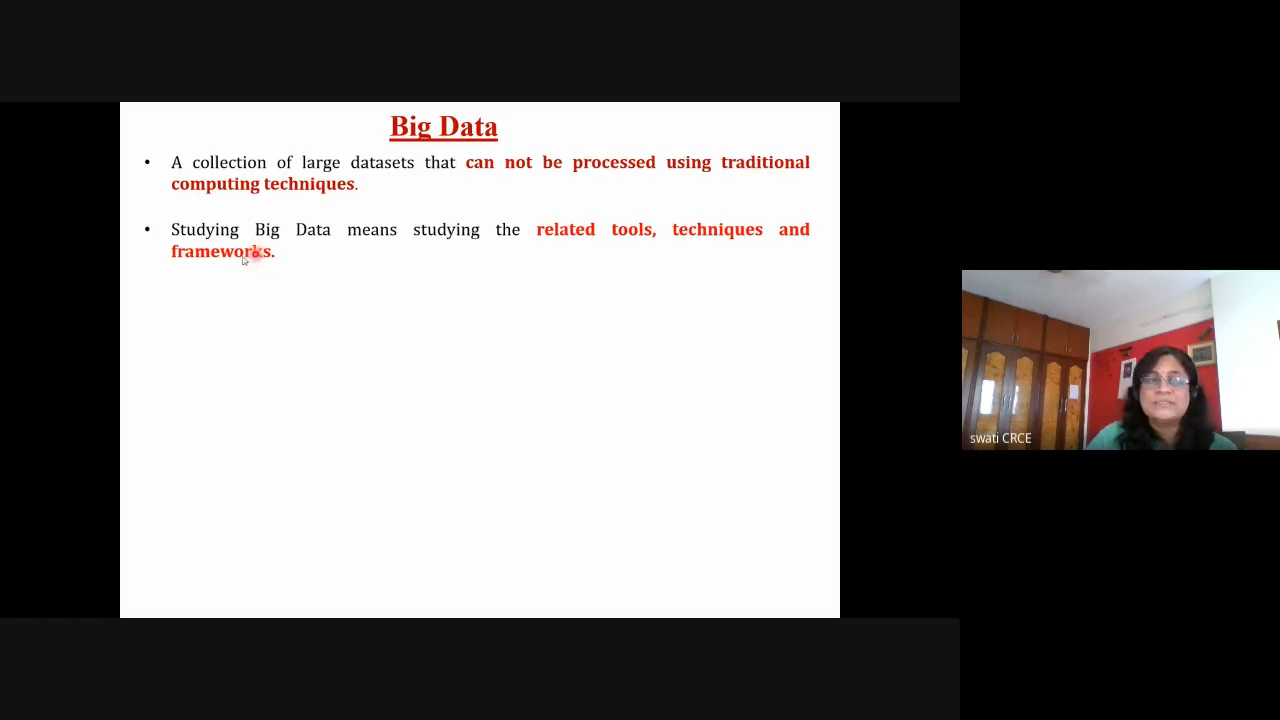 Big Data
• A collection of large datasets that can not be processed using traditional
computing techniques.
• Studying Big Data means studying the related tools, techniques and
frameworks.
swati CRCE